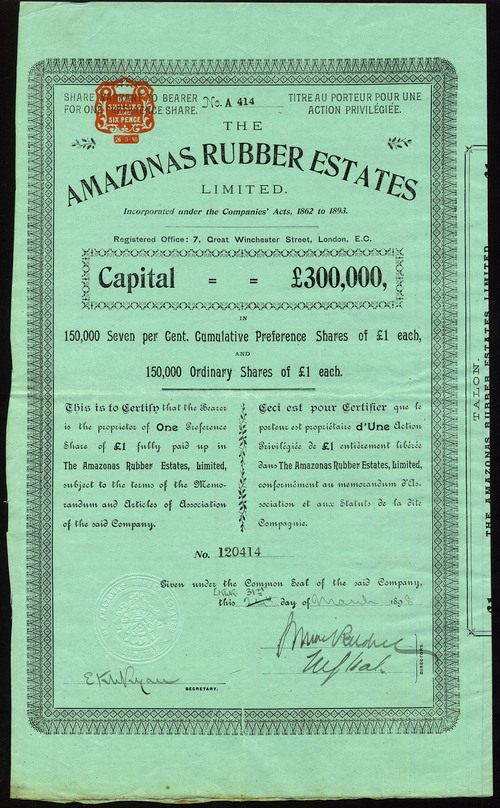 SHARE WARRANT TO BEARER
FOR ONE PREFERENCE SHARE.
No. A 414
TITRE AU PORTEUR POUR UNE
ACTION PRIVILÉGIÉE.
SHILLING
AND
SIX PENCE
THE
AMAZONAS RUBBER ESTATES
LIMITED.
Incorporated under the Companies' Acts, 1862 to 1893.
Registered Office: 7, Great Winchester Street, London, E.C.
Capital = = £300,000,
IN
150,000 Seven per Cent. Cumulative Preference Shares of £1 each,
AND
150,000 Ordinary Shares of £1 each.
This is to Certify that the Bearer
is the proprietor of One Preference
Share of £1 fully paid up in
The Amazonas Rubber Estates, Limited,
subject to the terms of the Memo-
randum and Articles of Association
of the said Company.
Ceci est pour Certifier que le
porteur est propriétaire d'Une Action
Privilégiée de £1 entièrement libérée
dans The Amazonas Rubber Estates, Limited,
conformément au memorandum d'As-
sociation et aux Statuts de la dite
Compagnie.
No. 120414
Given under the Common Seal of the said Company,
31st
this day of March 1898
DIRECTORS
SECRETARY.
TALON.
THE AMAZONAS RUBBER ESTATES LIMITED